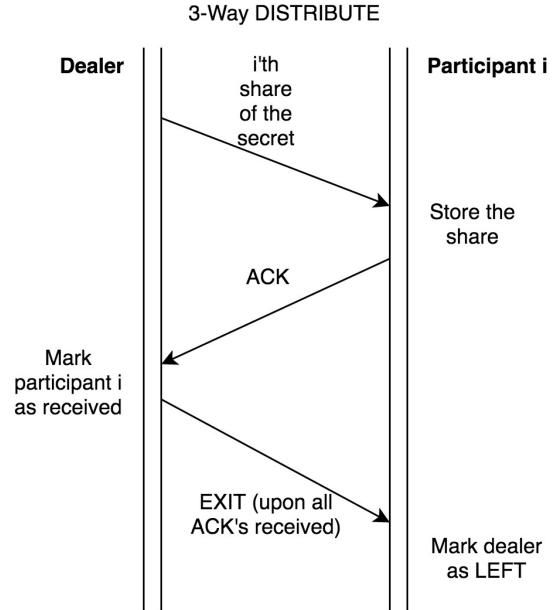 3-Way DISTRIBUTE
Dealer
i'th
share
of the
secret
Participant i
Store the
share
ACK
Mark
participant i
as received
EXIT (upon all
ACK's received)
Mark dealer
as LEFT